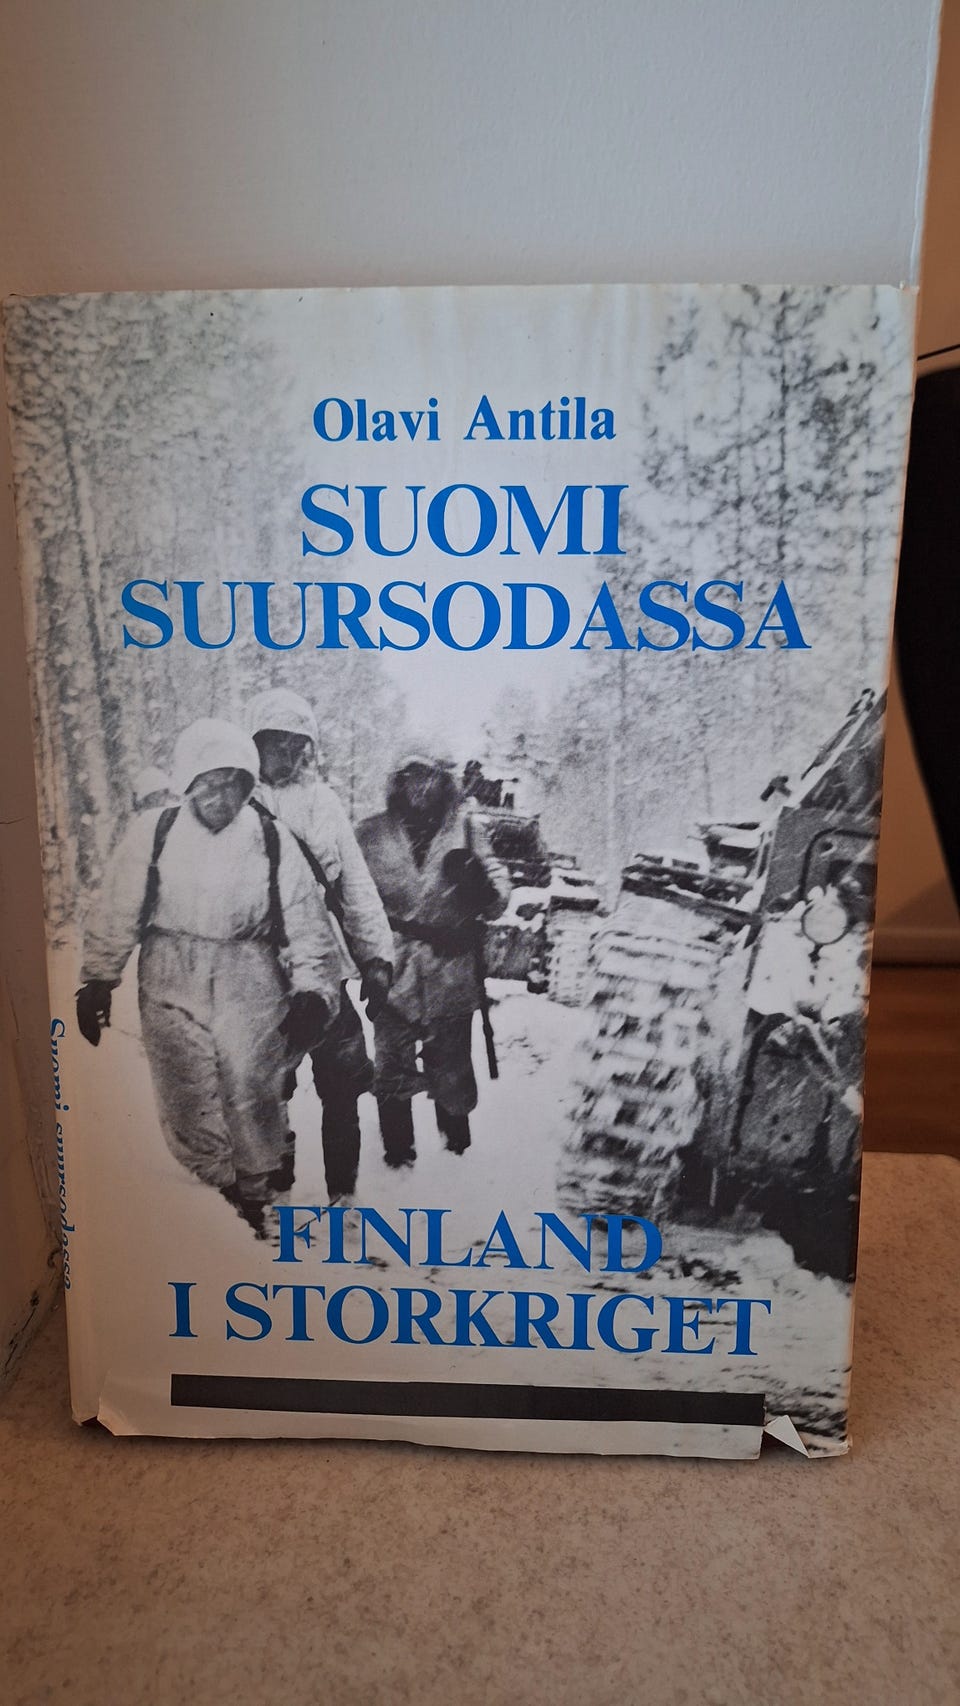 Olavi Antila
SUOMI
SUURSODASSA
FINLAND
I STORKRIGET
Suomi suursodassa